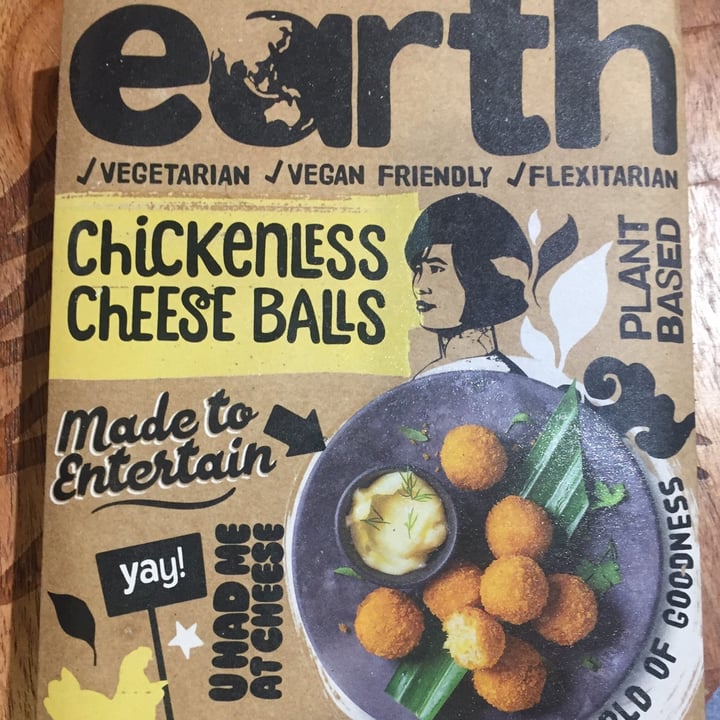 earth
✓VEGETARIAN ✓VEGAN FRIENDLY ✓FLEXITARIAN
CHiCKENLESS
CHEESE BALLS
PLANT
BASED
Made to
Entertain
yay!
U HAD ME
AT CHEESE
OF GOODNESS